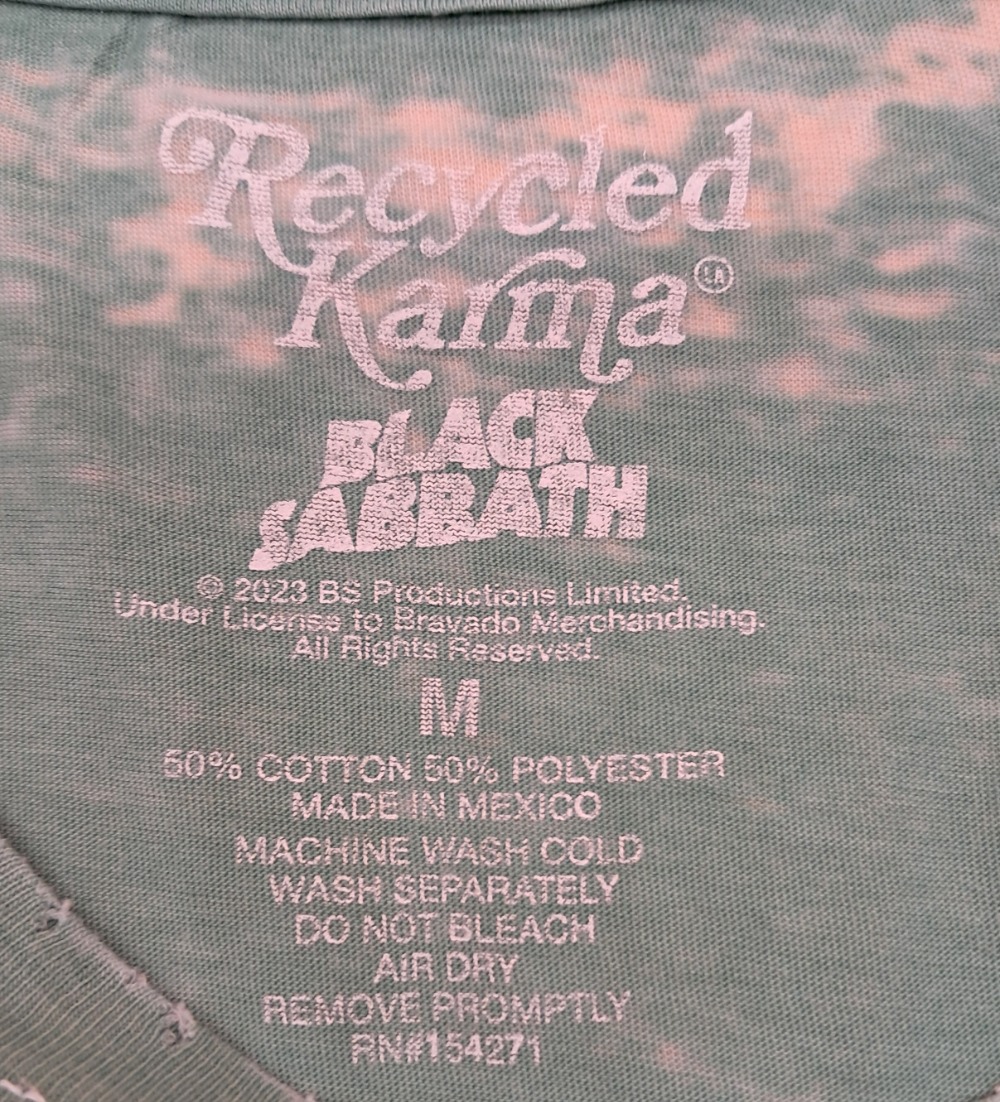 Recycled
Karma
LA
BLACK
SABBATH
© 2023 BS Productions Limited.
Under License to Bravado Merchandising.
All Rights Reserved.
M
50% COTTON 50% POLYESTER
MADE IN MEXICO
MACHINE WASH COLD
WASH SEPARATELY
DO NOT BLEACH
AIR DRY
REMOVE PROMPTLY
RN#154271